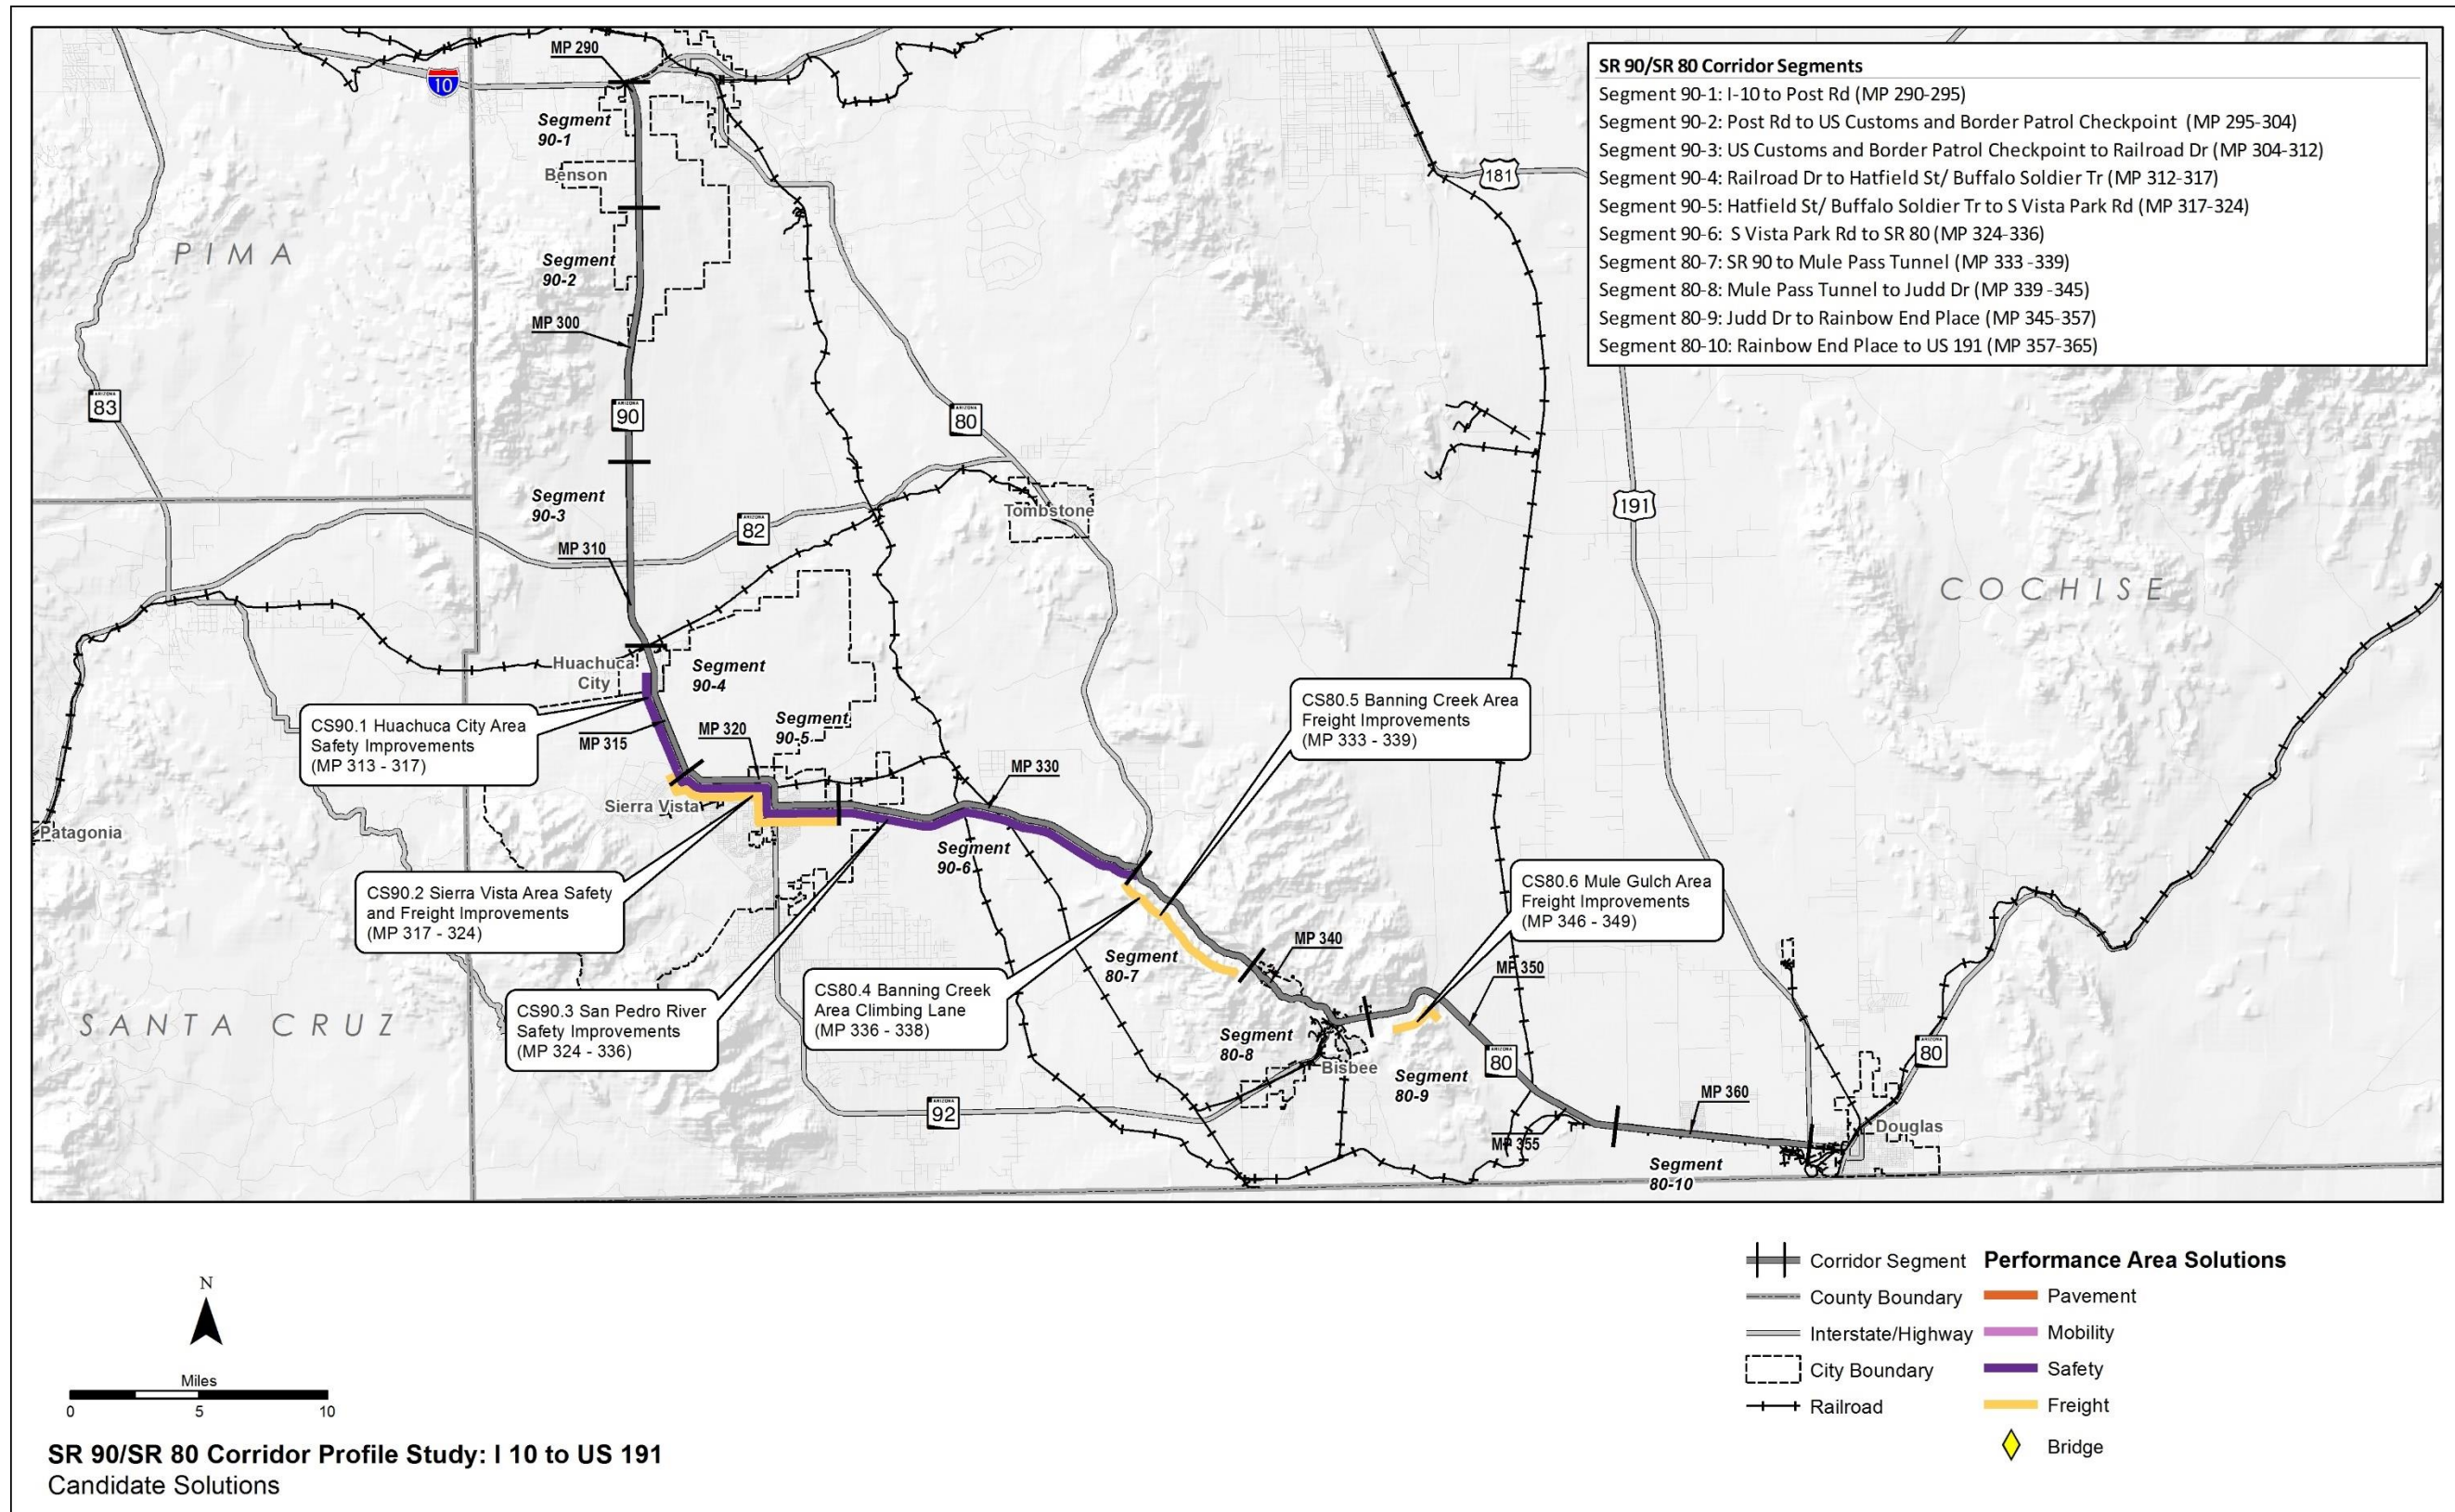 MP 290
10
Segment
90-1
Benson
SR 90/SR 80 Corridor Segments
Segment 90-1: I-10 to Post Rd (MP 290-295)
Segment 90-2: Post Rd to US Customs and Border Patrol Checkpoint (MP 295-304)
Segment 90-3: US Customs and Border Patrol Checkpoint to Railroad Dr (MP 304-312)
Segment 90-4: Railroad Dr to Hatfield St/ Buffalo Soldier Tr (MP 312-317)
Segment 90-5: Hatfield St/ Buffalo Soldier Tr to S Vista Park Rd (MP 317-324)
Segment 90-6: S Vista Park Rd to SR 80 (MP 324-336)
Segment 80-7: SR 90 to Mule Pass Tunnel (MP 333 -339)
Segment 80-8: Mule Pass Tunnel to Judd Dr (MP 339 -345)
Segment 80-9: Judd Dr to Rainbow End Place (MP 345-357)
Segment 80-10: Rainbow End Place to US 191 (MP 357-365)
181
PIMA
Segment
90-2
MP 300
ARIZONA
83
ARIZONA
90
ARIZONA
80
Segment
90-3
MP 310
ARIZONA
82
Tombstone
191
COCHISE
Huachuca
City
Segment
90-4
CS90.1 Huachuca City Area
Safety Improvements
(MP 313 - 317)
MP 315
MP 320
Segment
90-5
CS80.5 Banning Creek Area
Freight Improvements
(MP 333 - 339)
MP 330
Sierra Vista
Patagonia
Segment
90-6
CS90.2 Sierra Vista Area Safety
and Freight Improvements
(MP 317 - 324)
CS80.6 Mule Gulch Area
Freight Improvements
(MP 346 - 349)
MP 340
Segment
80-7
MP 350
CS90.3 San Pedro River
Safety Improvements
(MP 324 - 336)
CS80.4 Banning Creek
Area Climbing Lane
(MP 336 - 338)
SANTA CRUZ
Segment
80-8
Bisbee
Segment
80-9
ARIZONA
80
ARIZONA
80
ARIZONA
92
MP 360
Douglas
MP 355
Segment
80-10
N
Miles
0 5 10
SR 90/SR 80 Corridor Profile Study: I 10 to US 191
Candidate Solutions
Corridor Segment
County Boundary
Interstate/Highway
City Boundary
Railroad
Performance Area Solutions
Pavement
Mobility
Safety
Freight
Bridge